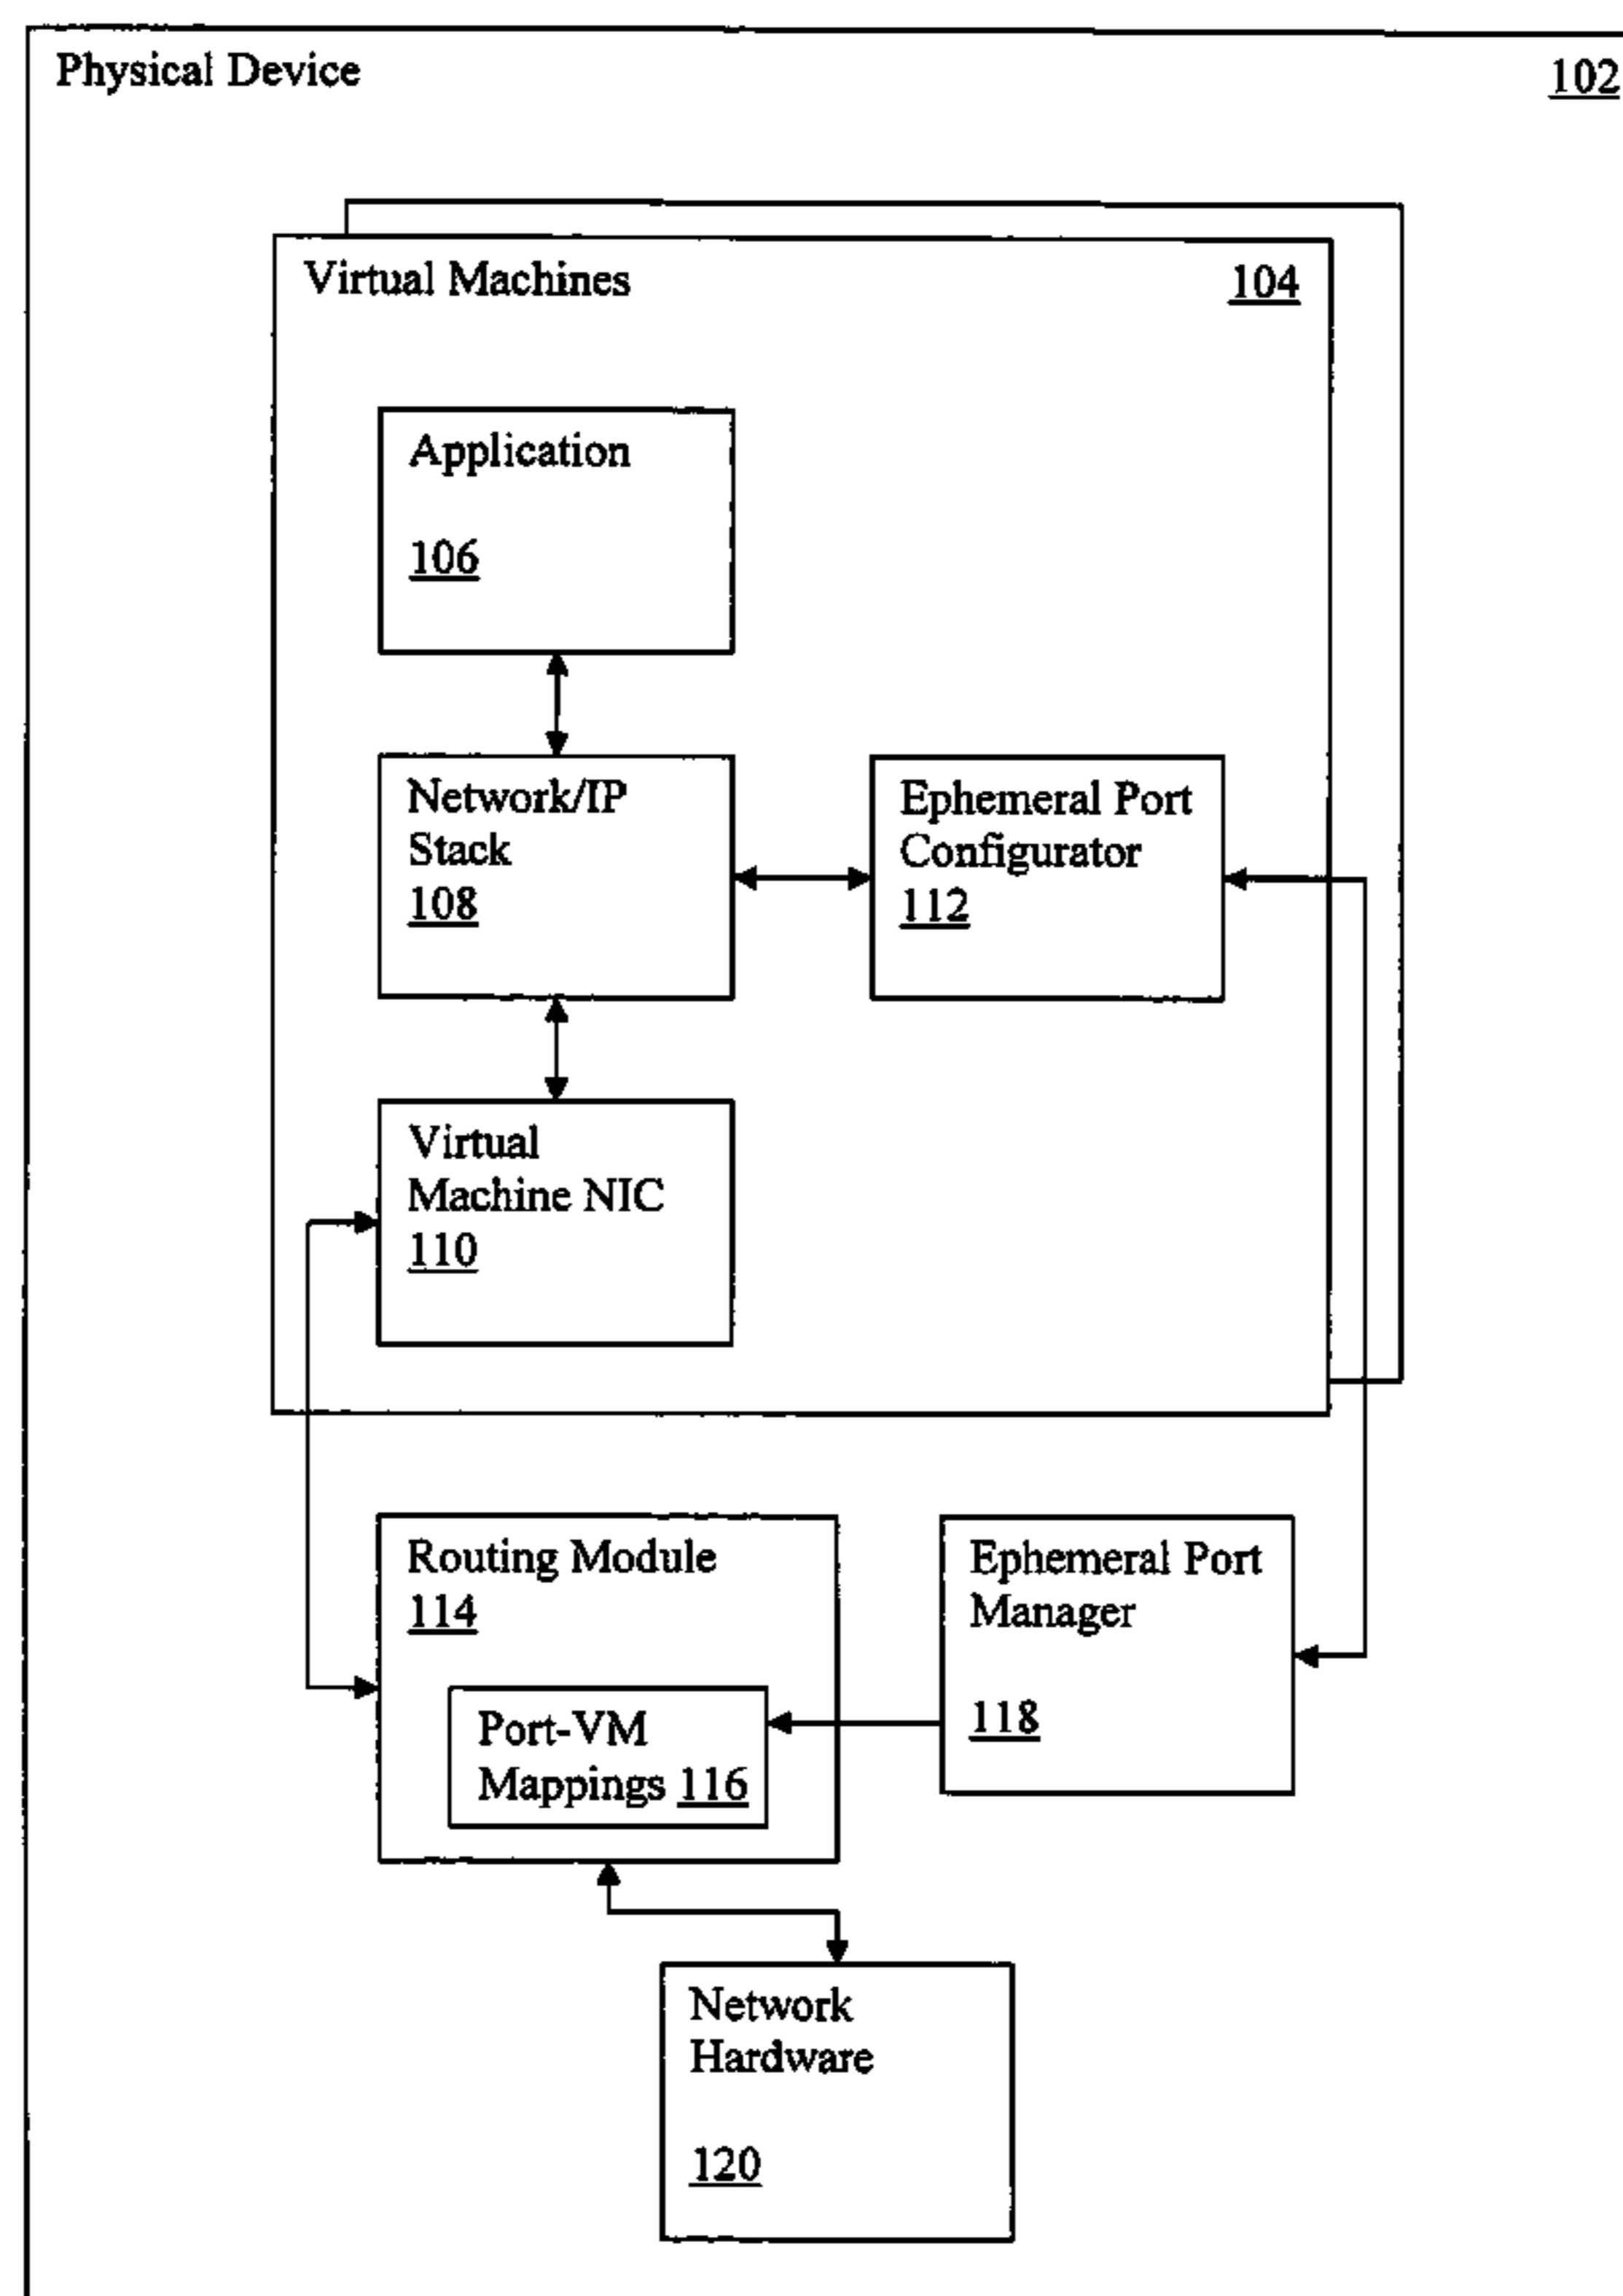 Physical Device 102
Virtual Machines 104
Application
106
Network/IP
Stack
108
Ephemeral Port
Configurator
112
Virtual
Machine NIC
110
Routing Module
114
Port-VM
Mappings 116
Ephemeral Port
Manager
118
Network
Hardware
120